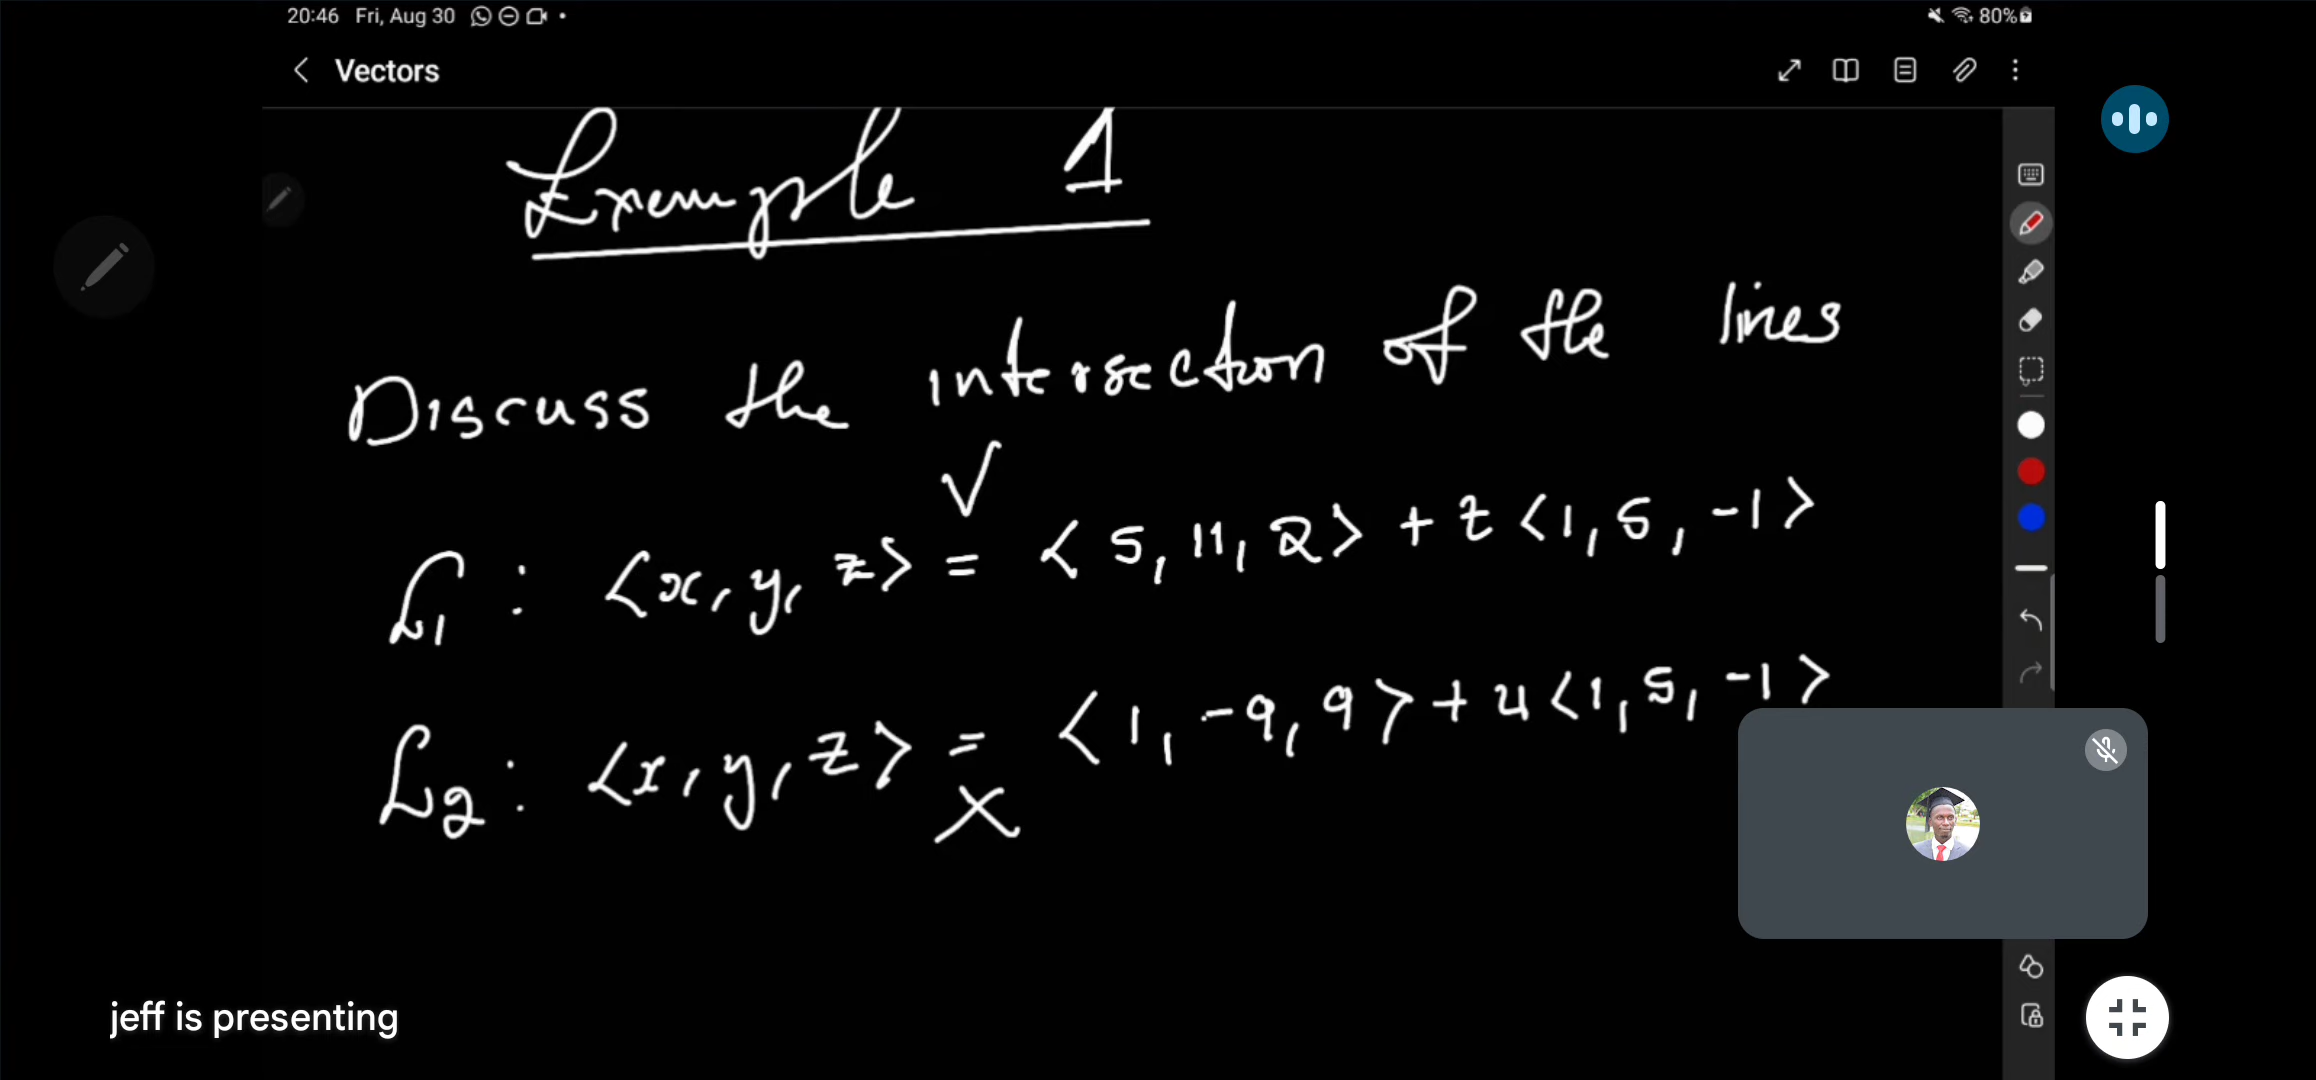 20:46 Fri, Aug 30 80%
Vectors
Example 1
Discuss the intersection of the lines
√
L1 : <x, y, z> = <5, 11, 2> + t <1, 5, -1>
L2 : <x, y, z> = <1, -9, 9> + u <1, 5, -1>
X
jeff is presenting